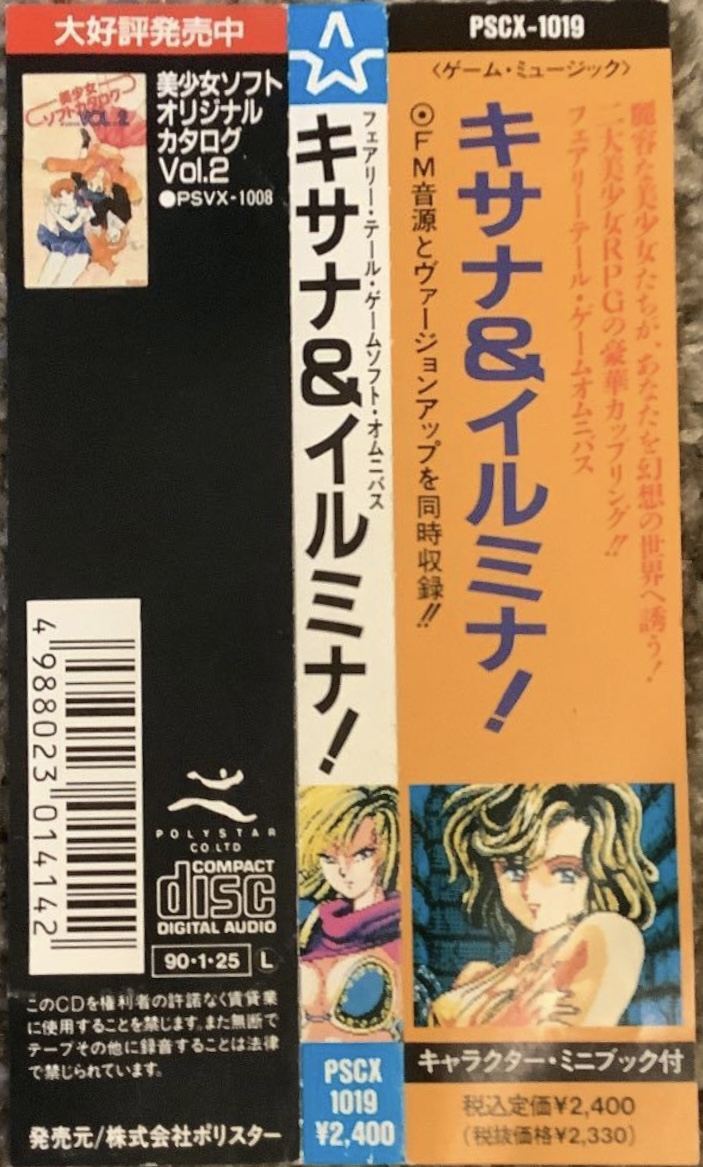 大好評発売中
美少女
ソフトカタログ
VOL.2
美少女ソフト
オリジナル
カタログ
Vol.2
●PSVX-1008
4 988023 014142
POLYSTAR
CO.LTD
COMPACT
disc
DIGITAL AUDIO
90・1・25 L
このCDを権利者の許諾なく賃貸業
に使用することを禁じます。また無断で
テープその他に録音することは法律
で禁じられています。
発売元/株式会社ポリスター
フェアリー・テール・ゲームソフト・オムニバス
キサナ&イルミナ!
PSCX
1019
¥2,400
PSCX-1019
〈ゲーム・ミュージック〉
麗容な美少女たちが、あなたを幻想の世界へ誘う!
二大美少女RPGの豪華カップリング!!
フェアリーテール・ゲームオムニバス
キサナ&イルミナ!
⦿FM音源とヴァージョンアップを同時収録!!
キャラクター・ミニブック付
税込定価¥2,400
(税抜価格¥2,330)